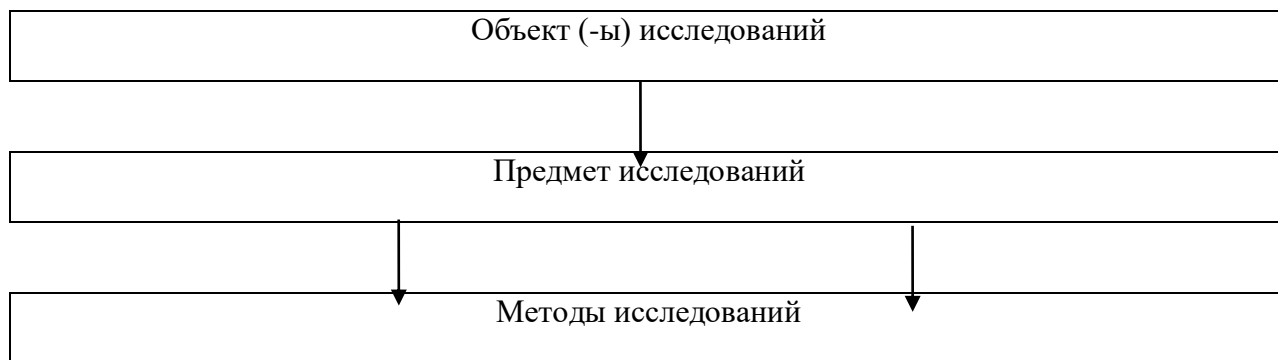 Объект (-ы) исследований
Предмет исследований
Методы исследований